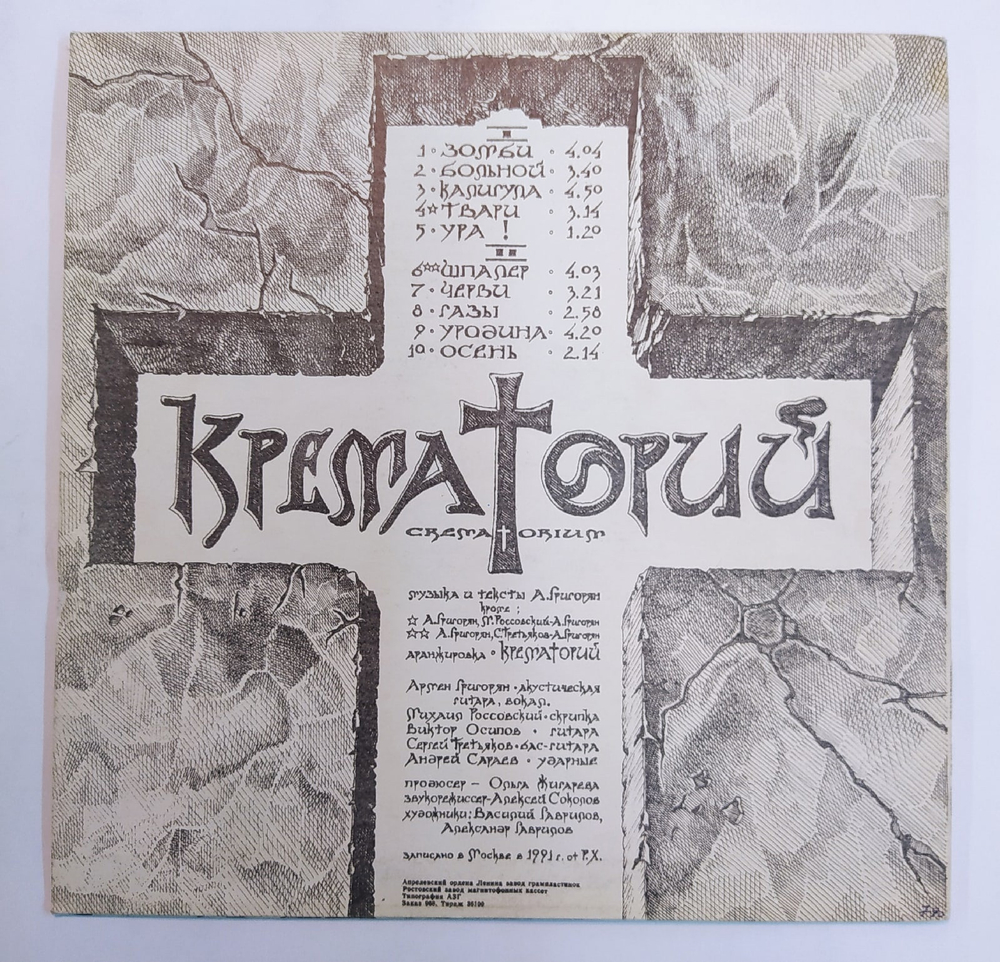 I
1 ◦ ЗОМБИ ◦ 4.04
2 ◦ БОЛЬНОЙ ◦ 3.40
3 ◦ КАЛИГУЛА ◦ 4.50
4☆ТВАРИ ◦ 3.14
5 ◦ УРА ! ◦ 1.20
II
6☆☆ШПАЛЕР ◦ 4.03
7 ◦ ЧЕРВИ ◦ 3.21
8 ◦ ГАЗЫ ◦ 2.58
9 ◦ УРОДИНА ◦ 4.20
10 ◦ ОСЕНЬ ◦ 2.14
КРЕМАТОРИЙ
CREMATORIUM
музыка и тексты А.Григорян
кроме :
☆ А.Григорян, М.Россовский-А.Григорян
☆☆ А.Григорян, С.Третьяков-А.Григорян
аранжировка ◦ КРЕМАТОРИЙ
Армен Григорян ◦ акустическая
гитара, вокал.
Михаил Россовский ◦ скрипка
Виктор Осипов ◦ гитара
Сергей Третьяков ◦ бас-гитара
Андрей Сараев ◦ ударные
продюсер – Ольга Жигарева
звукорежиссер-Алексей Соколов
художники: Василий Гаврилов,
Александр Гаврилов
записано в Москве в 1991 г. от Р.Х.
Апрелевский ордена Ленина завод грампластинок
Ростовский завод магнитофонных кассет
Типография АЗГ
Заказ 960, Тираж